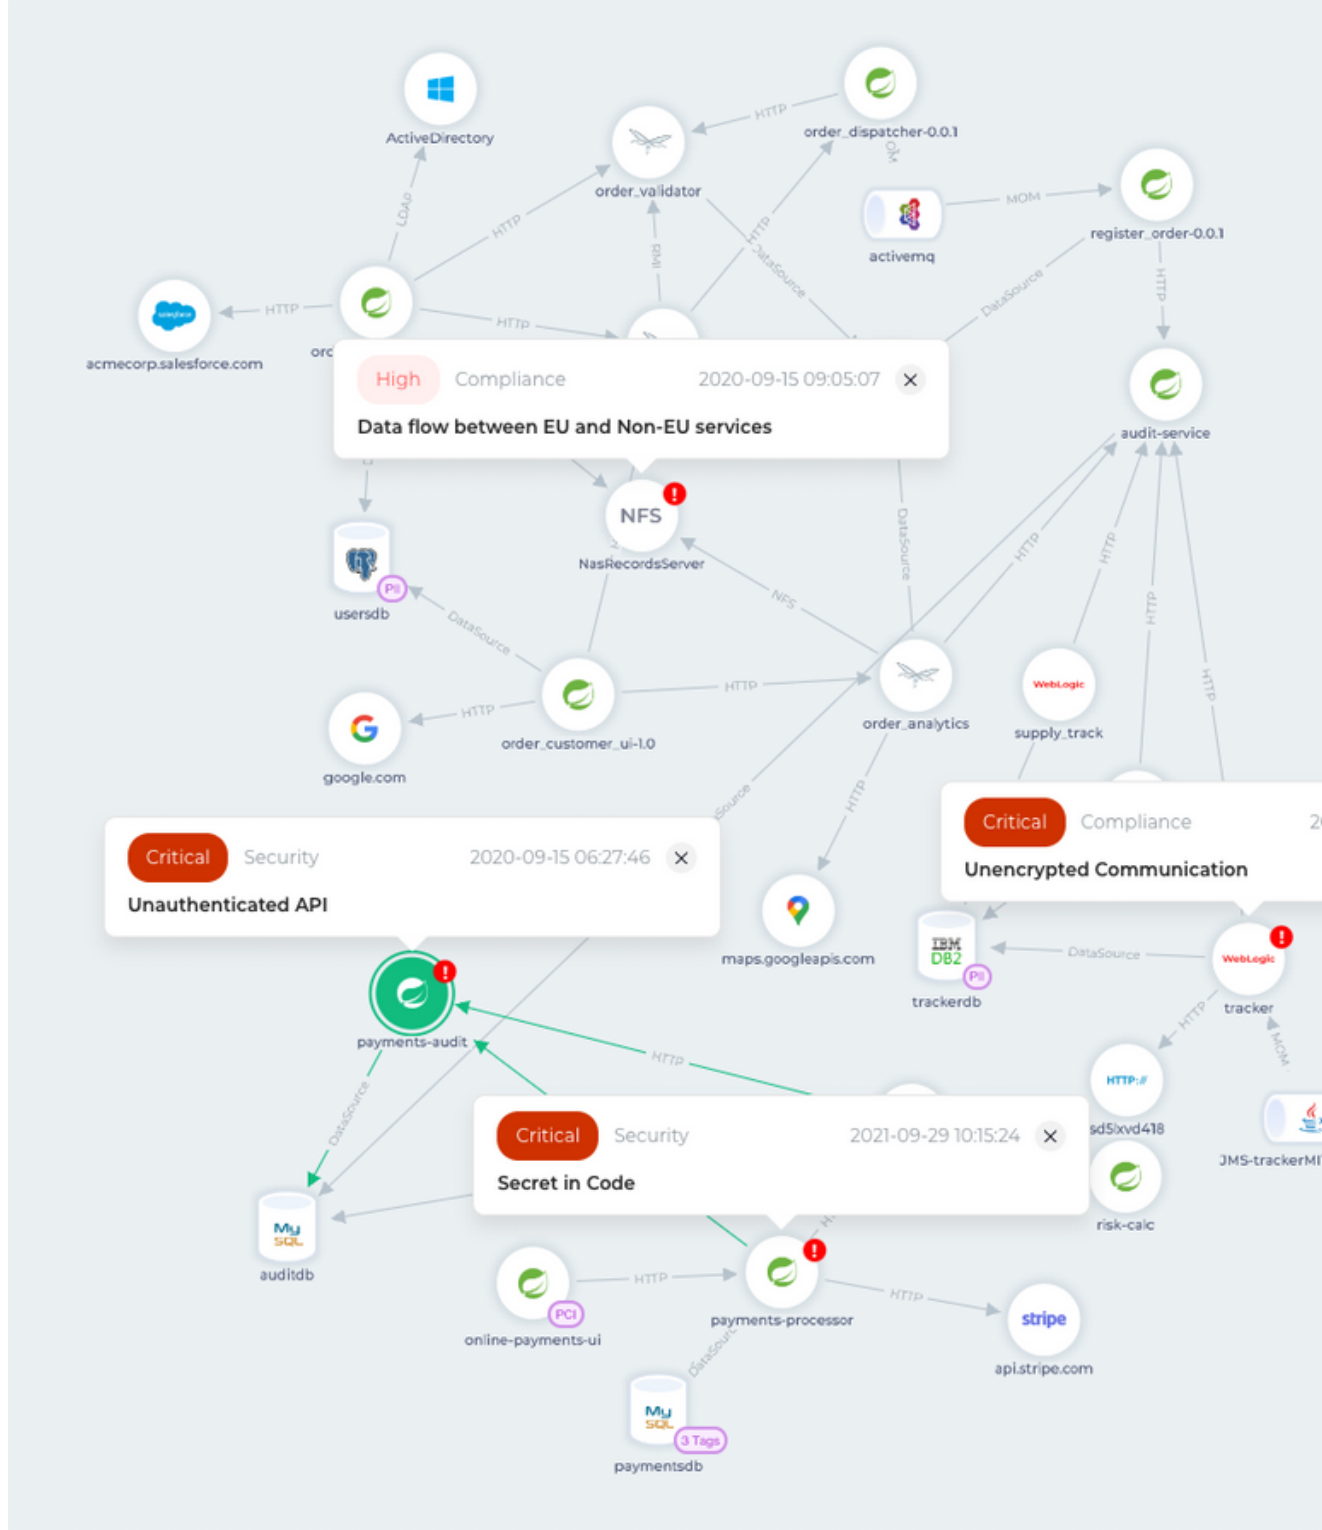 ActiveDirectory
order_dispatcher-0.0.1
HTTP
order_validator
LDAP
HTTP
HTTP
RMI
DataSource
MOM
activemq
register_order-0.0.1
DataSource
HTTP
HTTP
acmecorp.salesforce.com
salesforce
HTTP
audit-service
High
Compliance
2020-09-15 09:05:07
Data flow between EU and Non-EU services
NFS
NasRecordsServer
DataSource
HTTP
HTTP
PII
usersdb
DataSource
NFS
HTTP
WebLogic
supply_track
HTTP
HTTP
order_customer_ui-1.0
HTTP
order_analytics
google.com
HTTP
Critical
Security
2020-09-15 06:27:46
Unauthenticated API
Critical
Compliance
Unencrypted Communication
maps.googleapis.com
IBM
DB2
PII
trackerdb
DataSource
WebLogic
tracker
payments-audit
HTTP
HTTP
MOM
DataSource
HTTP://
sd5lxvd418
Critical
Security
2021-09-29 10:15:24
Secret in Code
risk-calc
My
SQL
auditdb
PCI
online-payments-ui
HTTP
payments-processor
HTTP
stripe
api.stripe.com
My
SQL
3 Tags
paymentsdb